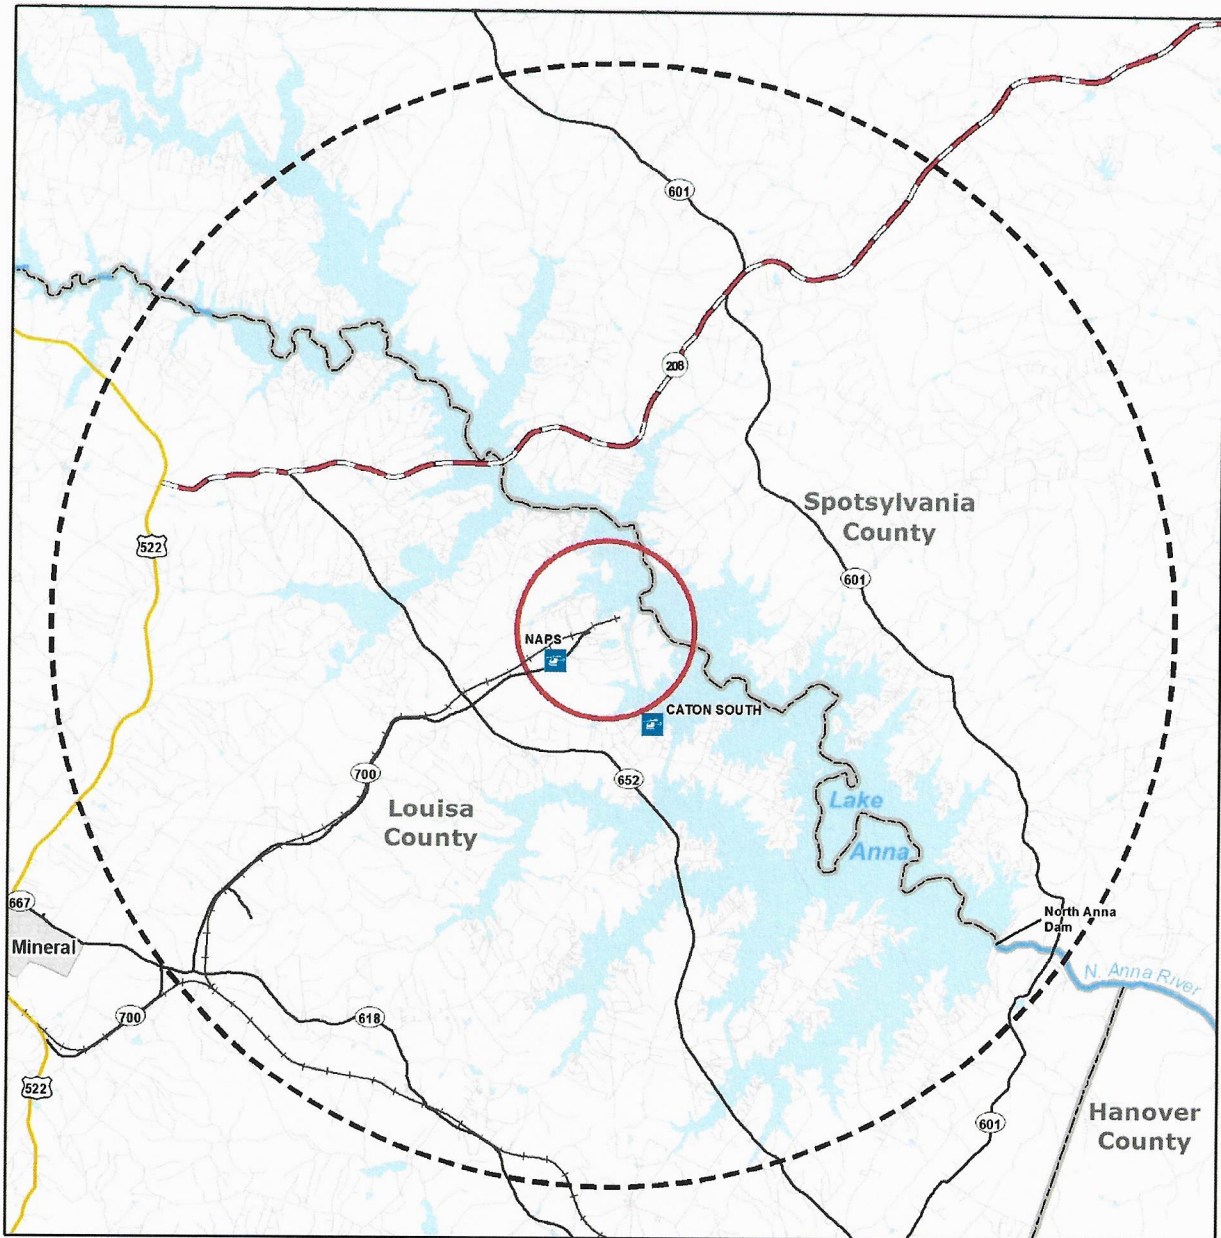 601
208
Spotsylvania
County
522
601
NAPS
CATON SOUTH
700
652
Louisa
County
Lake
Anna
667
Mineral
North Anna
Dam
N. Anna River
700
618
522
601
Hanover
County